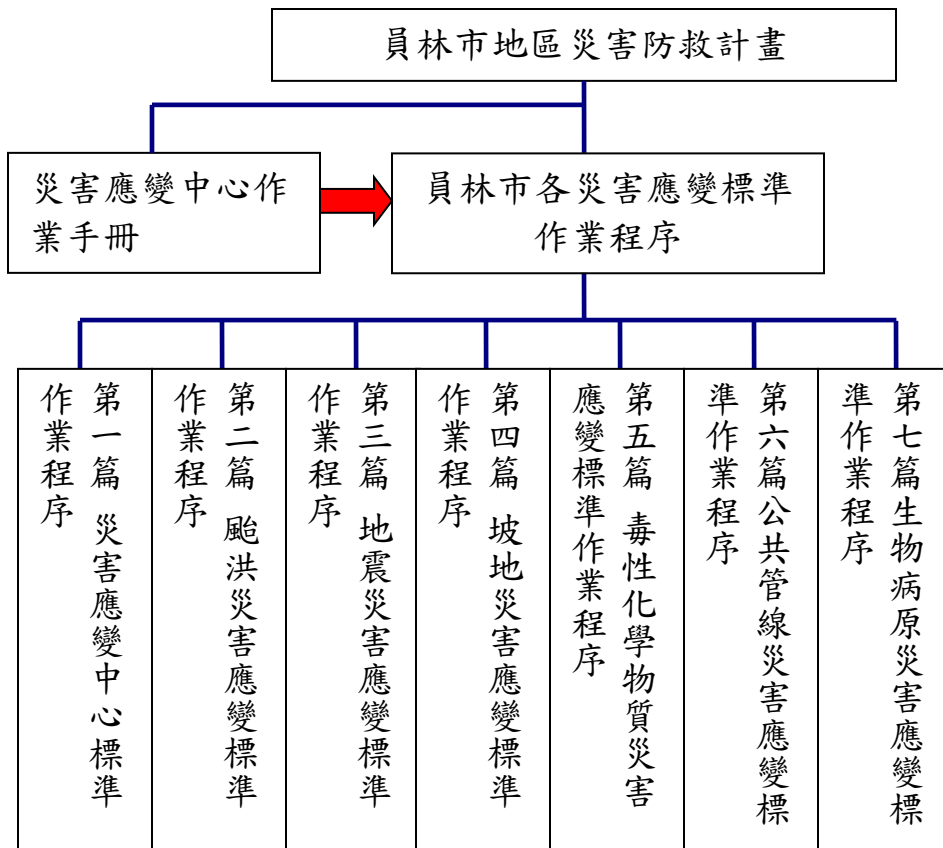 員林市地區災害防救計畫
災害應變中心作
業手冊
員林市各災害應變標準
作業程序
第一篇 災害應變中心標準
作業程序
第二篇 颱洪災害應變標準
作業程序
第三篇 地震災害應變標準
作業程序
第四篇 坡地災害應變標準
作業程序
第五篇 毒性化學物質災害
應變標準作業程序
第六篇公共管線災害應變標
準作業程序
第七篇生物病原災害應變標
準作業程序